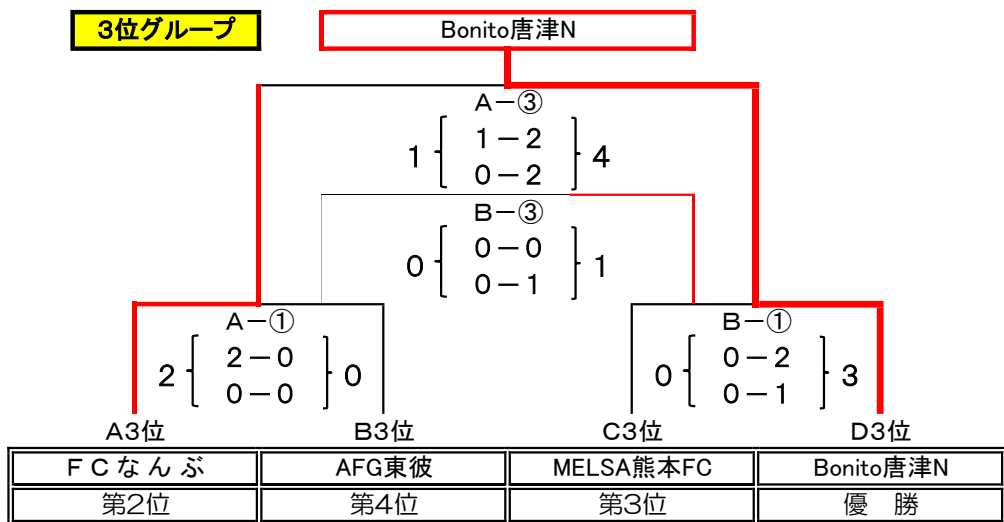 3位グループ
Bonito唐津N
A－③
1 1－2 4
0－2
B－③
0 0－0 1
0－1
A－① B－①
2 2－0 0 0 0－2 3
0－0 0－1
A3位 B3位 C3位 D3位
ＦＣなんぶ AFG東彼 MELSA熊本FC Bonito唐津N
第2位 第4位 第3位 優　勝